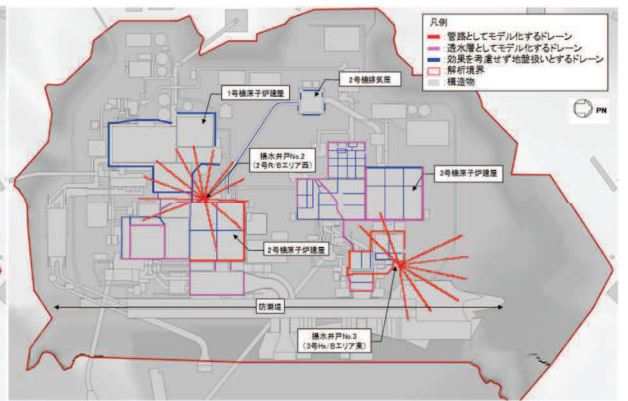 凡例
管路としてモデル化するドレーン
透水層としてモデル化するドレーン
効果を考慮せず地盤扱いとするドレーン
解析境界
構造物
PN
2号機排気筒
1号機原子炉建屋
揚水井戸No.2
(2号R/Bエリア西)
3号機原子炉建屋
2号機原子炉建屋
防潮堤
揚水井戸No.3
(3号Hx/Bエリア東)